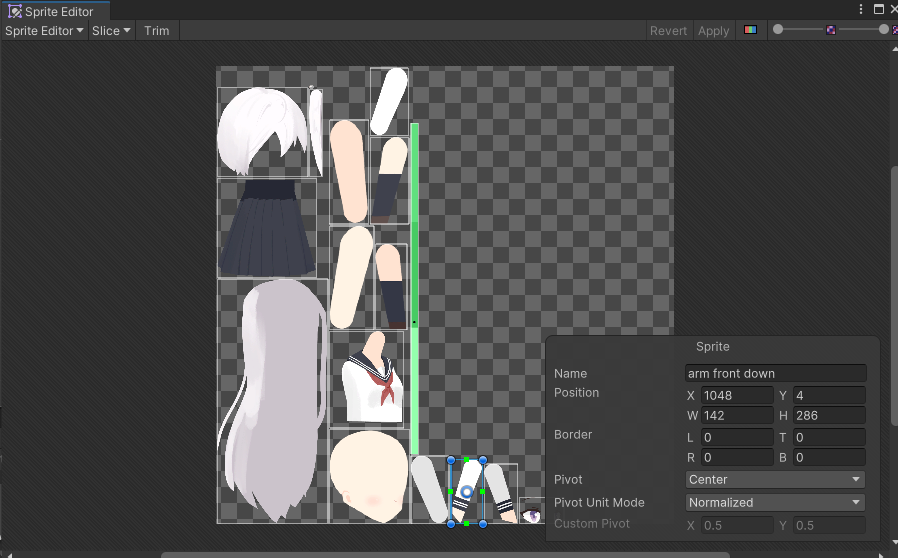 Sprite Editor
Sprite Editor Slice Trim Revert Apply
Sprite
Name arm front down
Position X 1048 Y 4
W 142 H 286
Border L 0 T 0
R 0 B 0
Pivot Center
Pivot Unit Mode Normalized
Custom Pivot X 0.5 Y 0.5